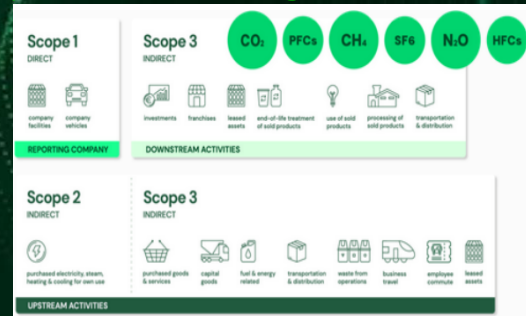 CO₂
PFCs
CH₄
SF6
N₂O
HFCs
Scope 1
DIRECT
company
facilities
company
vehicles
REPORTING COMPANY
Scope 3
INDIRECT
investments
franchises
leased
assets
end-of-life treatment
of sold products
use of sold
products
processing of
sold products
transportation
& distribution
DOWNSTREAM ACTIVITIES
Scope 2
INDIRECT
purchased electricity, steam,
heating & cooling for own use
Scope 3
INDIRECT
purchased goods
& services
capital
goods
fuel & energy
related
transportation
& distribution
waste from
operations
business
travel
employee
commute
leased
assets
UPSTREAM ACTIVITIES